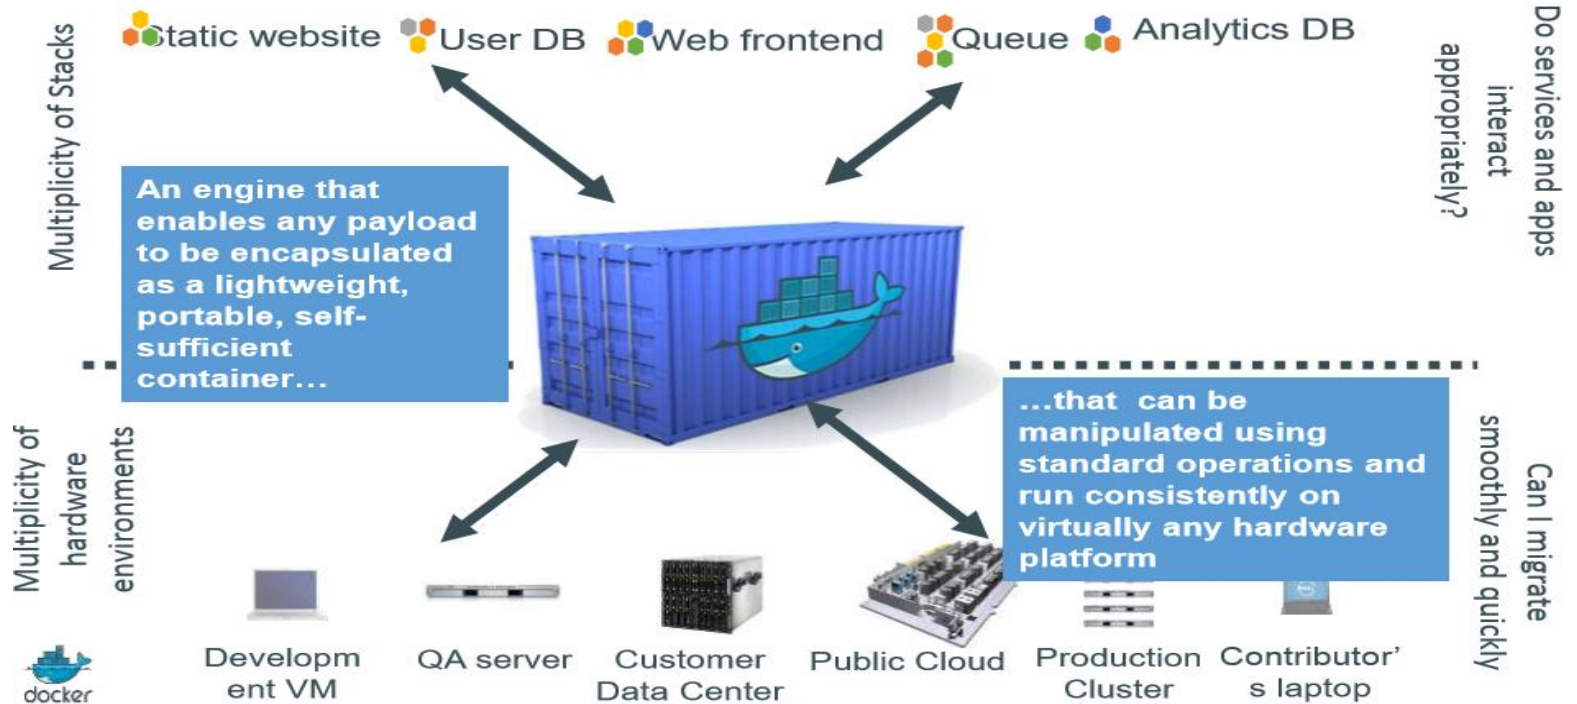 Static website
User DB
Web frontend
Queue
Analytics DB
Multiplicity of Stacks
Do services and apps
interact
appropriately?
An engine that
enables any payload
to be encapsulated
as a lightweight,
portable, self-
sufficient
container…
…that can be
manipulated using
standard operations and
run consistently on
virtually any hardware
platform
Multiplicity of
hardware
environments
Can I migrate
smoothly and quickly
Developm
ent VM
QA server
Customer
Data Center
Public Cloud
Production
Cluster
Contributor’
s laptop
docker